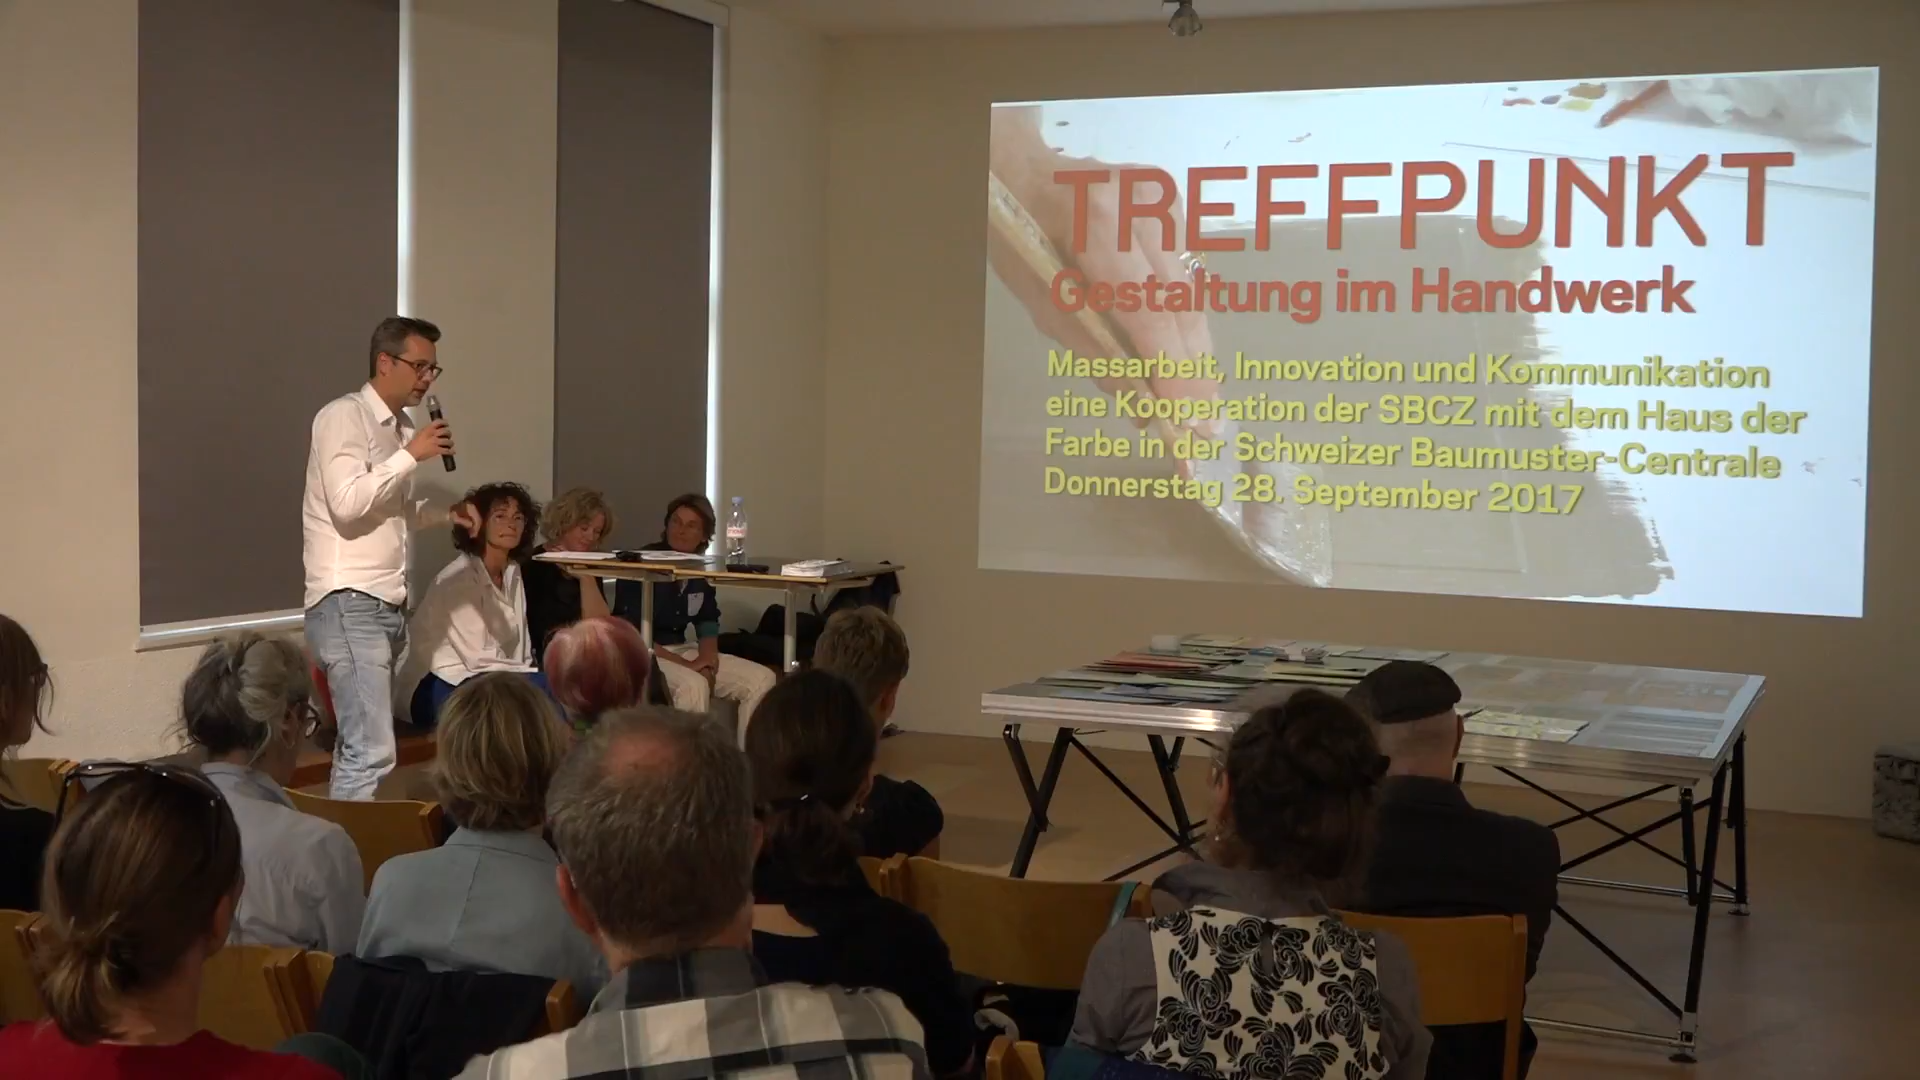 TREFFPUNKT
Gestaltung im Handwerk
Massarbeit, Innovation und Kommunikation
eine Kooperation der SBCZ mit dem Haus der
Farbe in der Schweizer Baumuster-Centrale
Donnerstag 28. September 2017